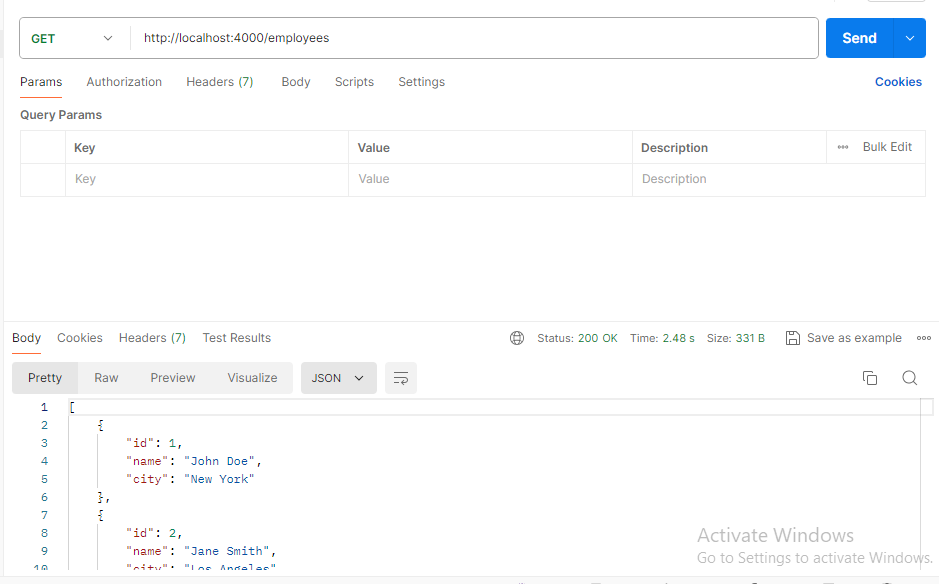 GET http://localhost:4000/employees Send
Params Authorization Headers (7) Body Scripts Settings Cookies
Query Params
Key Value Description Bulk Edit
Key Value Description
Body Cookies Headers (7) Test Results Status: 200 OK Time: 2.48 s Size: 331 B Save as example
Pretty Raw Preview Visualize JSON
1 [
2 {
3 "id": 1,
4 "name": "John Doe",
5 "city": "New York"
6 },
7 {
8 "id": 2,
9 "name": "Jane Smith",
10 "city": "Los Angeles"
Activate Windows
Go to Settings to activate Windows.